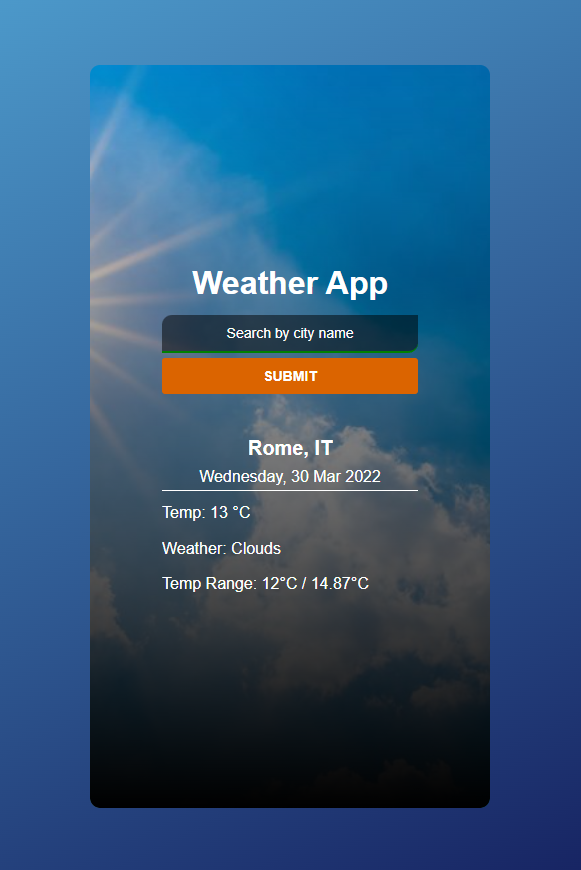 Weather App
Search by city name
SUBMIT
Rome, IT
Wednesday, 30 Mar 2022
Temp: 13 °C
Weather: Clouds
Temp Range: 12°C / 14.87°C